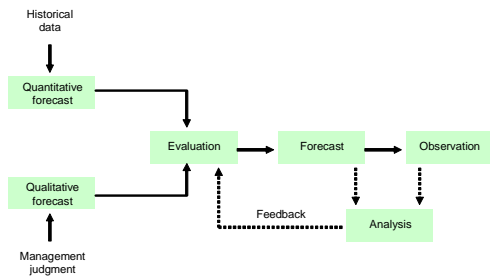 Historical
data
Quantitative
forecast
Evaluation
Forecast
Observation
Qualitative
forecast
Feedback
Analysis
Management
judgment